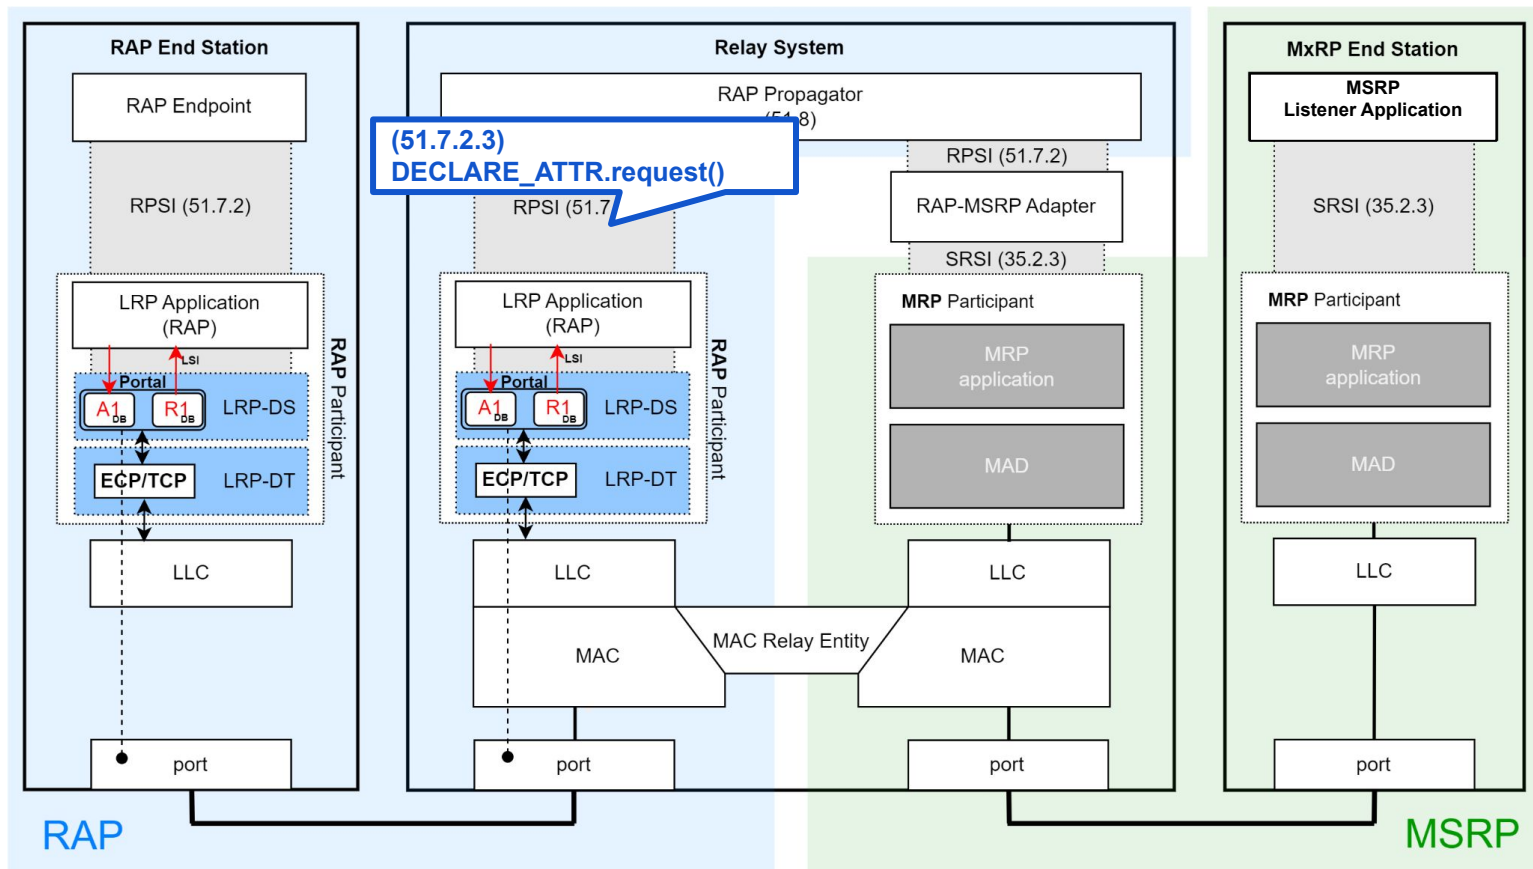 RAP End Station
RAP Endpoint
RPSI (51.7.2)
LRP Application
(RAP)
LSI
Portal
A1
DB
R1
DB
LRP-DS
ECP/TCP
LRP-DT
RAP Participant
LLC
port
RAP
Relay System
RAP Propagator
8)
(51.7.2.3)
DECLARE_ATTR.request()
RPSI (51.7
LRP Application
(RAP)
LSI
Portal
A1
DB
R1
DB
LRP-DS
ECP/TCP
LRP-DT
RAP Participant
LLC
MAC
port
MAC Relay Entity
RPSI (51.7.2)
RAP-MSRP Adapter
SRSI (35.2.3)
MRP Participant
MRP
application
MAD
LLC
MAC
port
MxRP End Station
MSRP
Listener Application
SRSI (35.2.3)
MRP Participant
MRP
application
MAD
LLC
port
MSRP